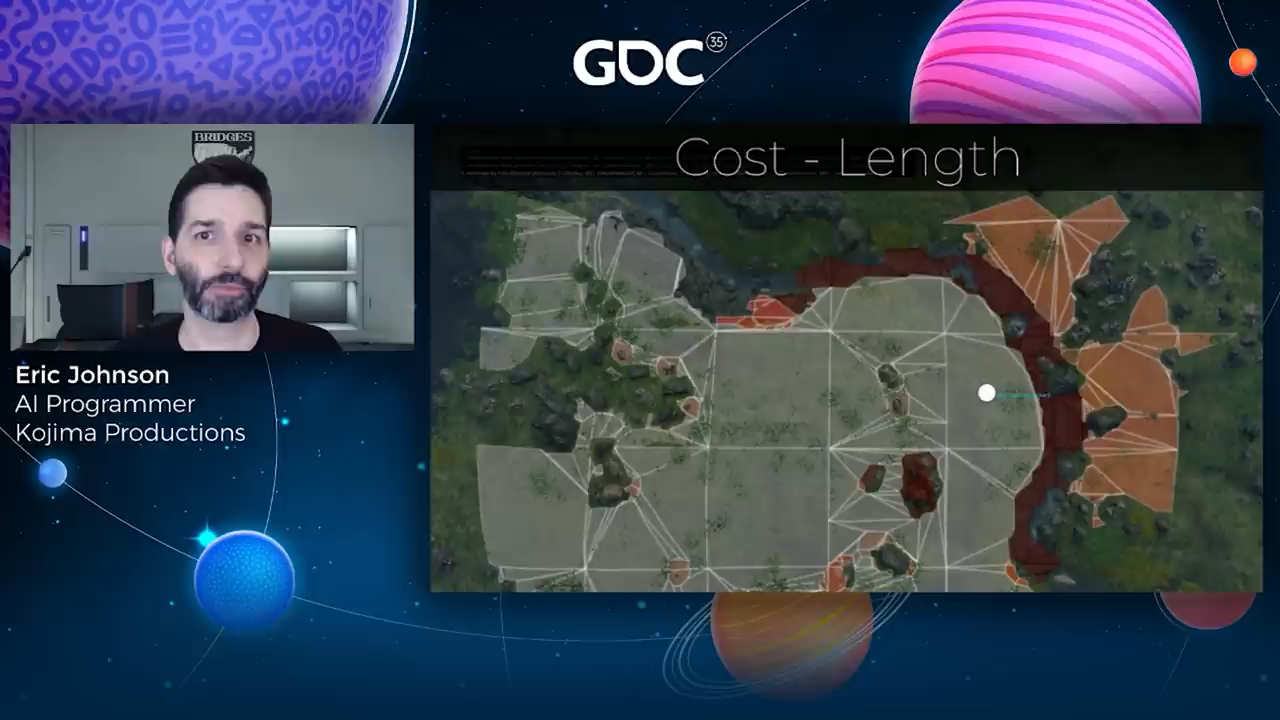 GDC 35
BRIDGES
Cost - Length
Eric Johnson
AI Programmer
Kojima Productions